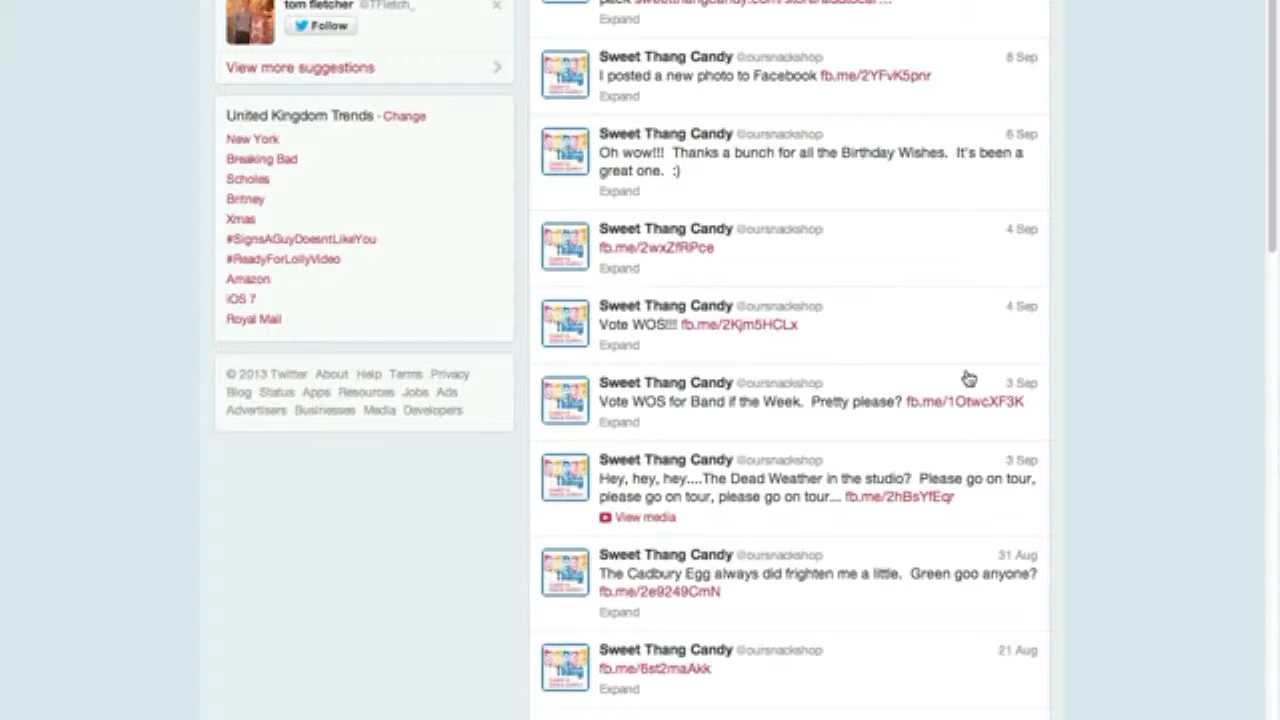 tom fletcher @TFletch_
Follow
View more suggestions
United Kingdom Trends · Change
New York
Breaking Bad
Scholes
Britney
Xmas
#SignsAGuyDoesntLikeYou
#ReadyForLollyVideo
Amazon
iOS 7
Royal Mail
© 2013 Twitter About Help Terms Privacy
Blog Status Apps Resources Jobs Ads
Advertisers Businesses Media Developers
Expand
Sweet Thang Candy @oursnackshop 8 Sep
I posted a new photo to Facebook fb.me/2YFvK5pnr
Expand
Sweet Thang Candy @oursnackshop 6 Sep
Oh wow!!! Thanks a bunch for all the Birthday Wishes. It's been a
great one. :)
Expand
Sweet Thang Candy @oursnackshop 4 Sep
fb.me/2wxZfRPce
Expand
Sweet Thang Candy @oursnackshop 4 Sep
Vote WOS!!! fb.me/2Kjm5HCLx
Expand
Sweet Thang Candy @oursnackshop 3 Sep
Vote WOS for Band if the Week. Pretty please? fb.me/1OtwcXF3K
Expand
Sweet Thang Candy @oursnackshop 3 Sep
Hey, hey, hey....The Dead Weather in the studio? Please go on tour,
please go on tour, please go on tour... fb.me/2hBsYfEqr
View media
Sweet Thang Candy @oursnackshop 31 Aug
The Cadbury Egg always did frighten me a little. Green goo anyone?
fb.me/2e9249CmN
Expand
Sweet Thang Candy @oursnackshop 21 Aug
fb.me/6st2maAkk
Expand